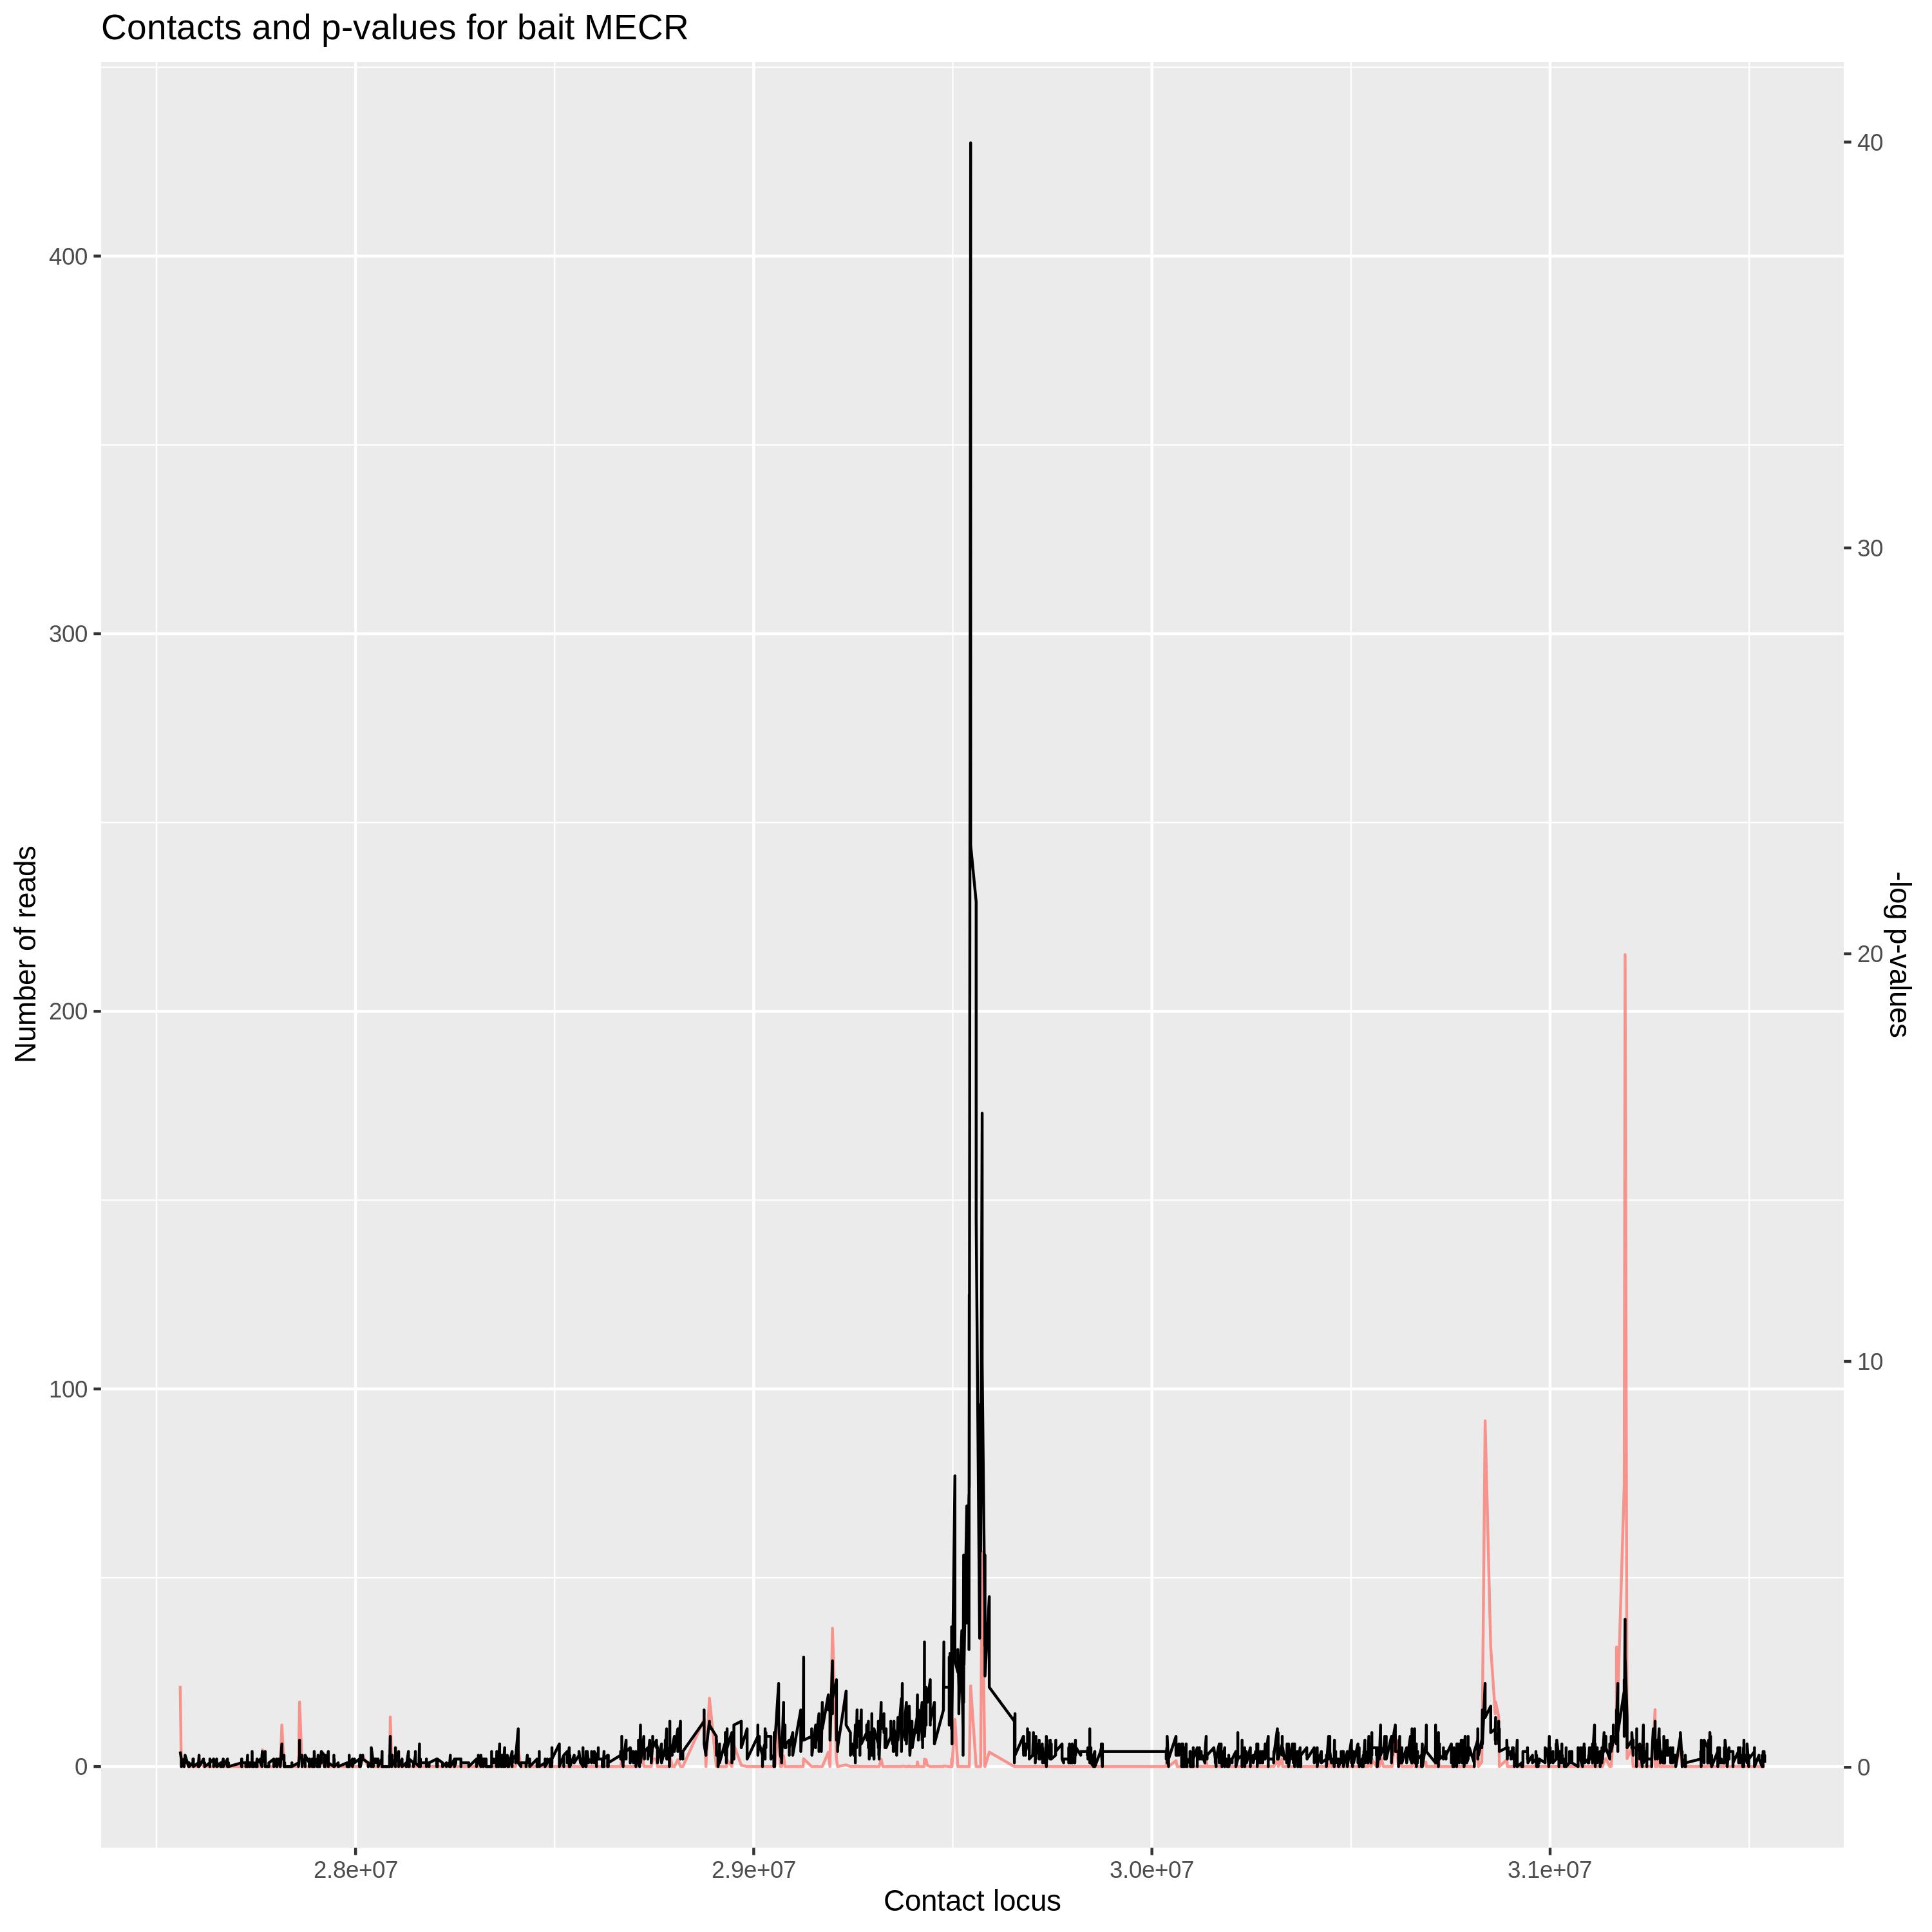 Contacts and p-values for bait MECR
400
300
200
100
0
Number of reads
40
30
20
10
0
-log p-values
2.8e+07
2.9e+07
3.0e+07
3.1e+07
Contact locus